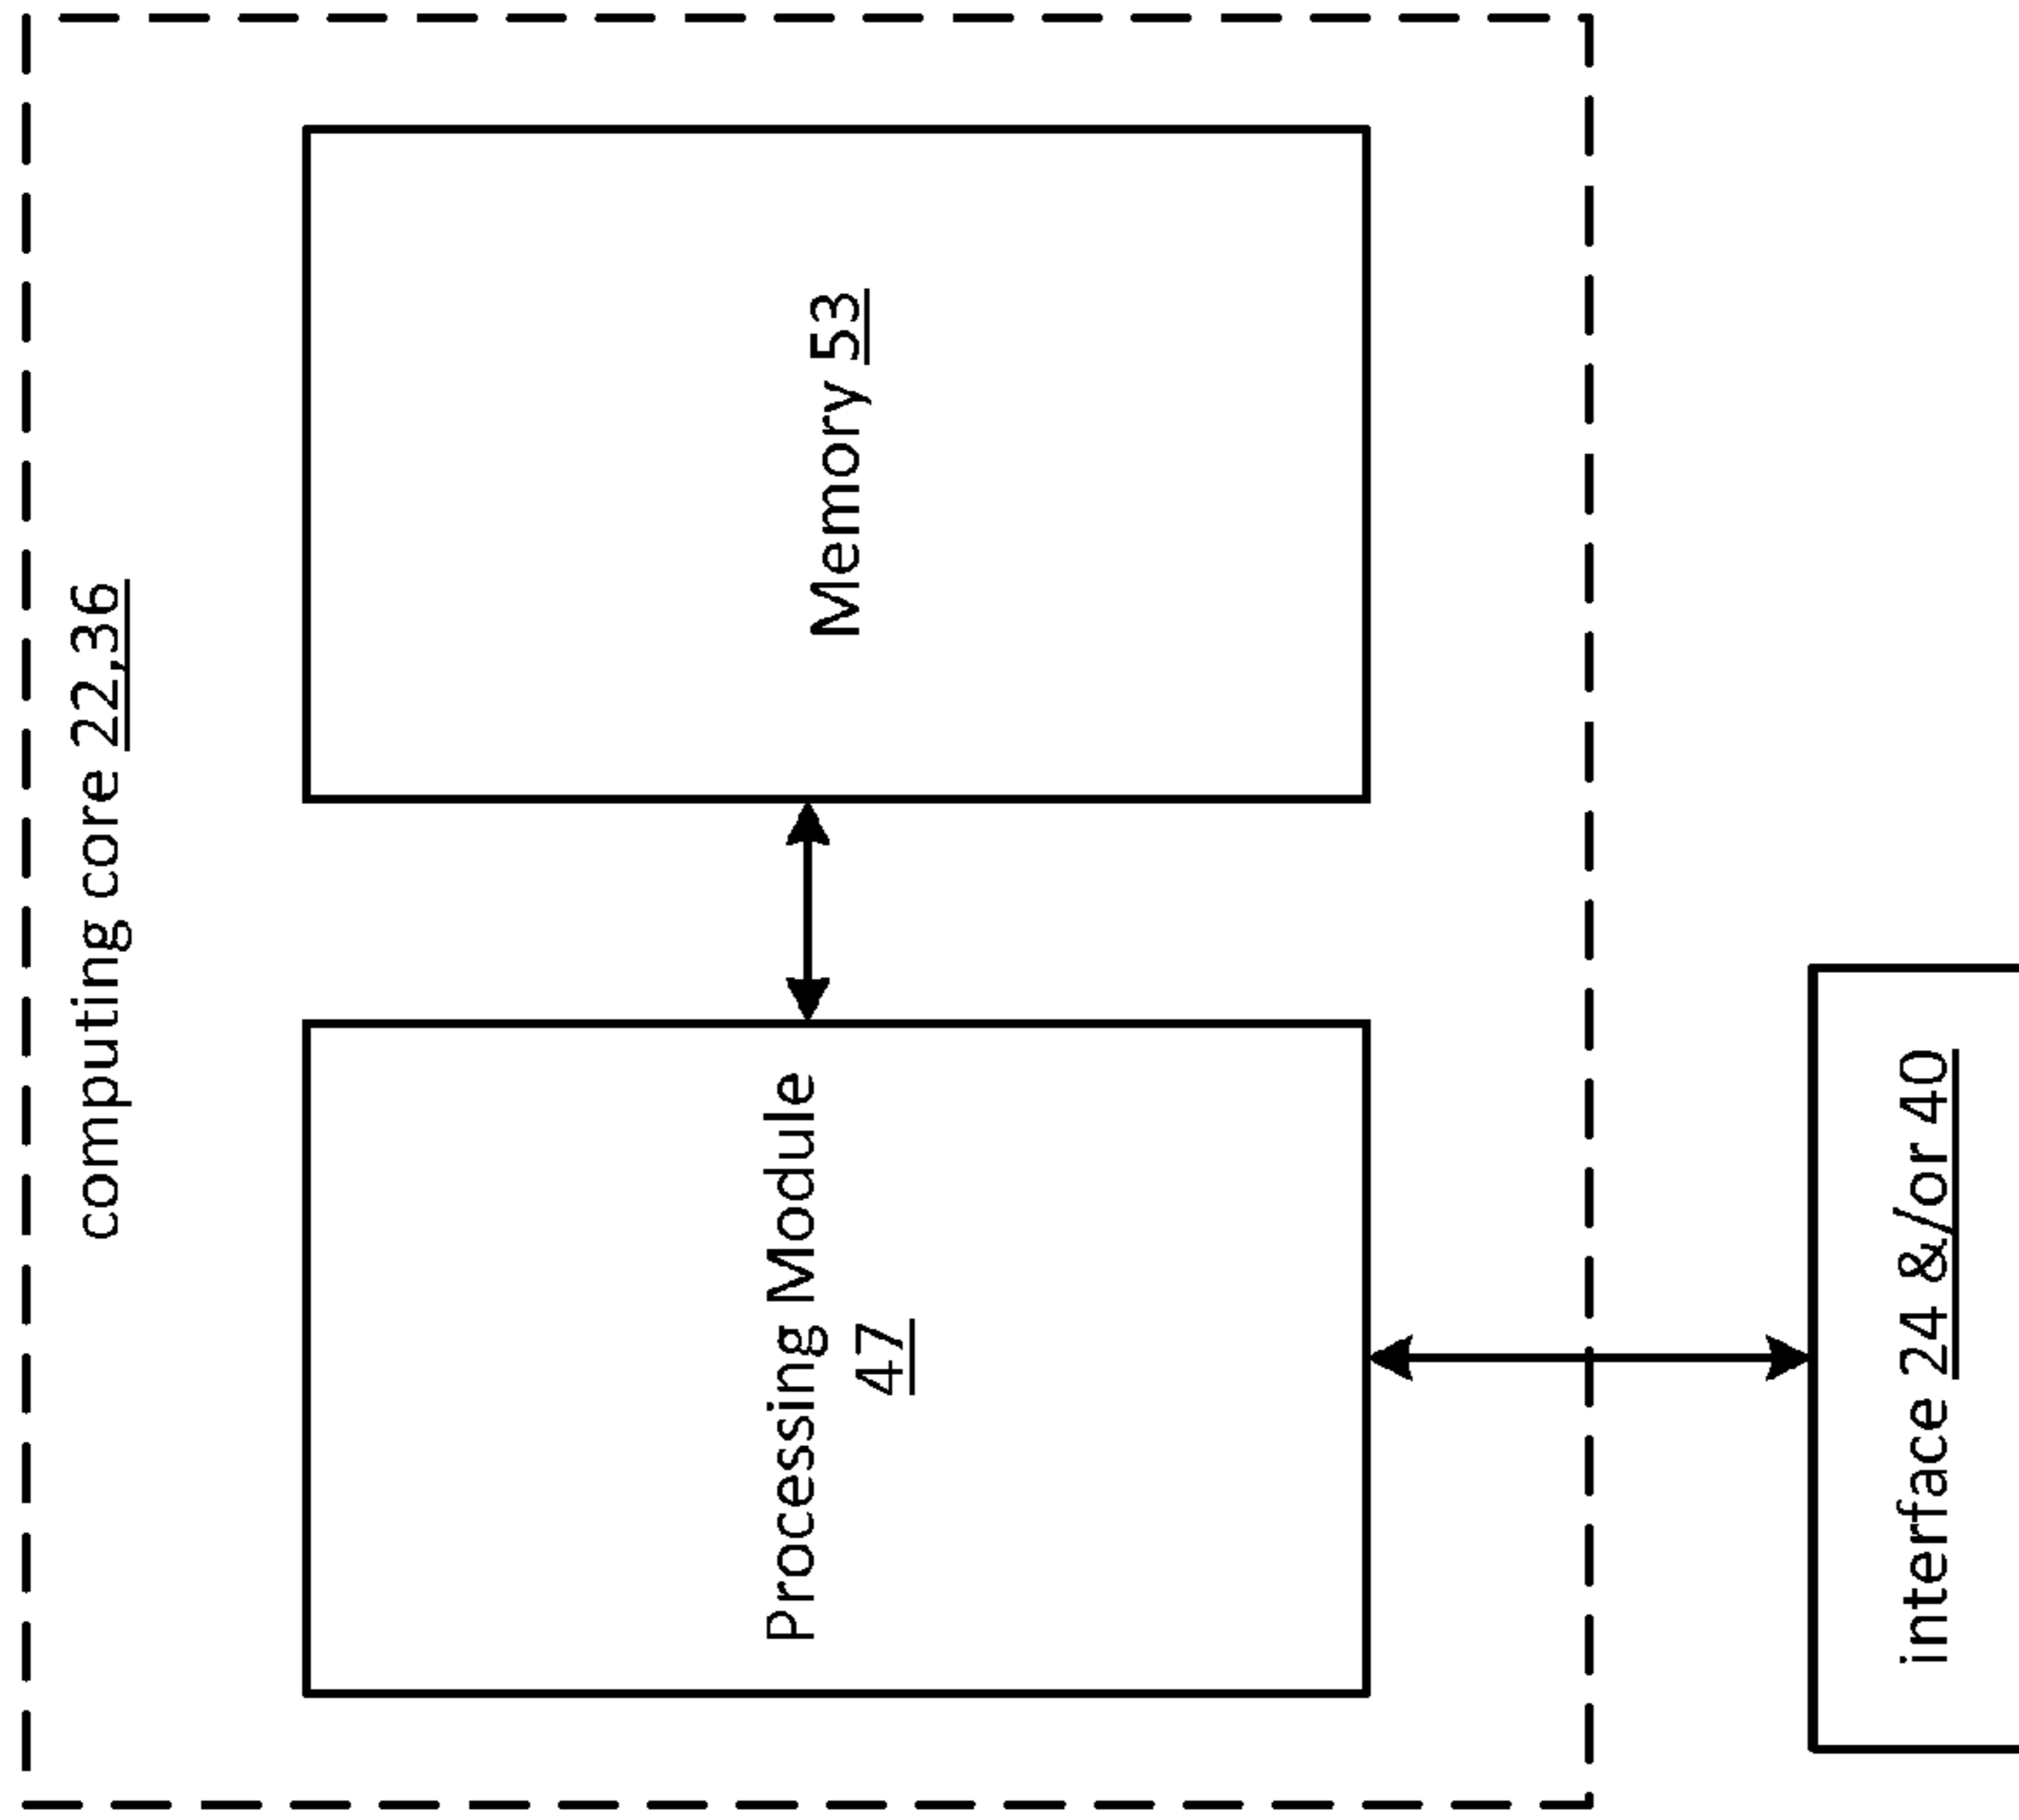 computing core 22,36
Processing Module
47
Memory 53
interface 24 &/or 40